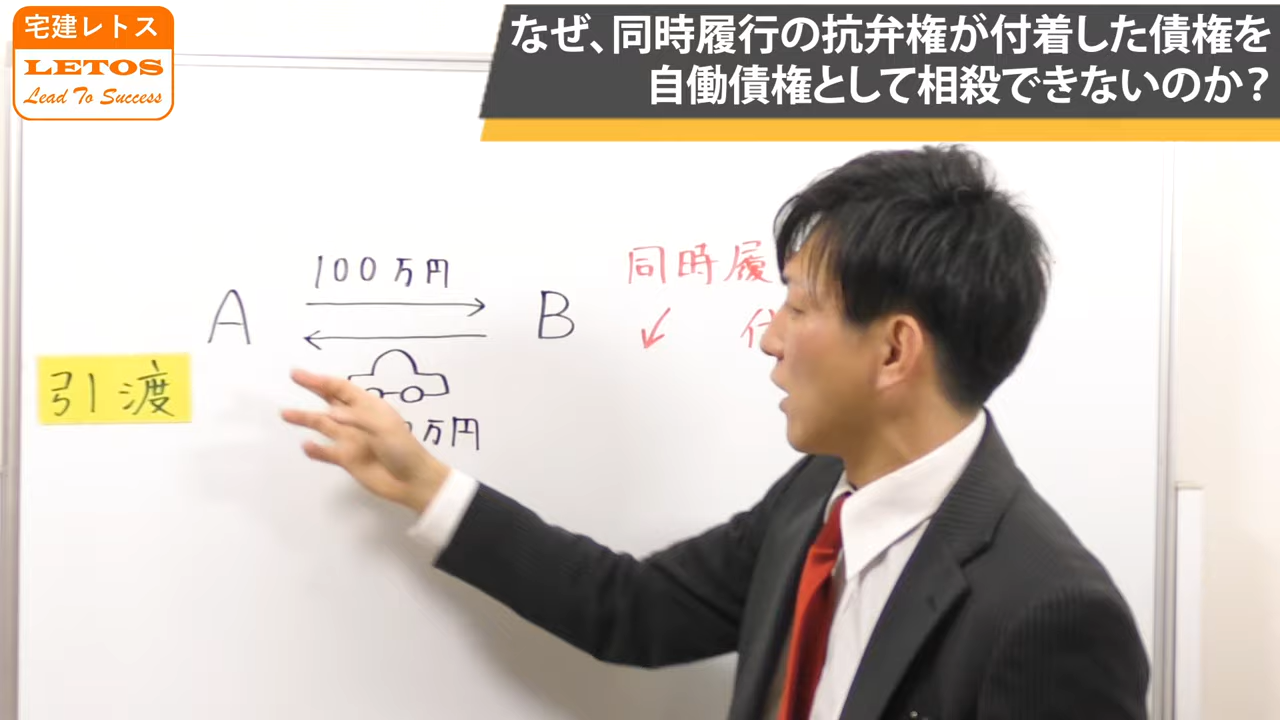 宅建レトス
LETOS
Lead To Success
なぜ、同時履行の抗弁権が付着した債権を
自働債権として相殺できないのか?
100万円
A
B
同時履
引渡
万円